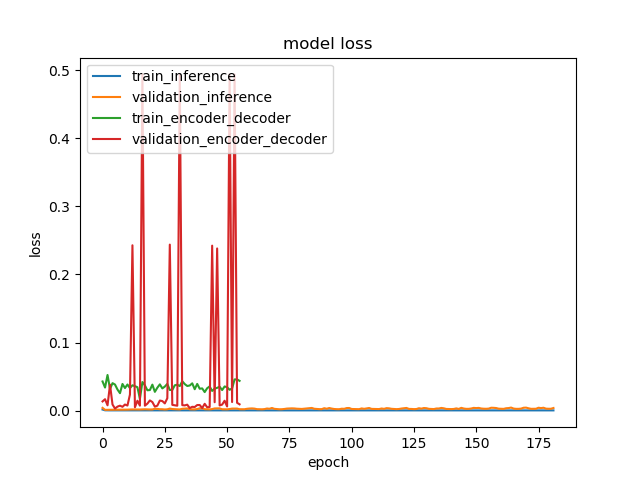 model loss
train_inference
validation_inference
train_encoder_decoder
validation_encoder_decoder
0.5
0.4
0.3
0.2
0.1
0.0
loss
0
25
50
75
100
125
150
175
epoch